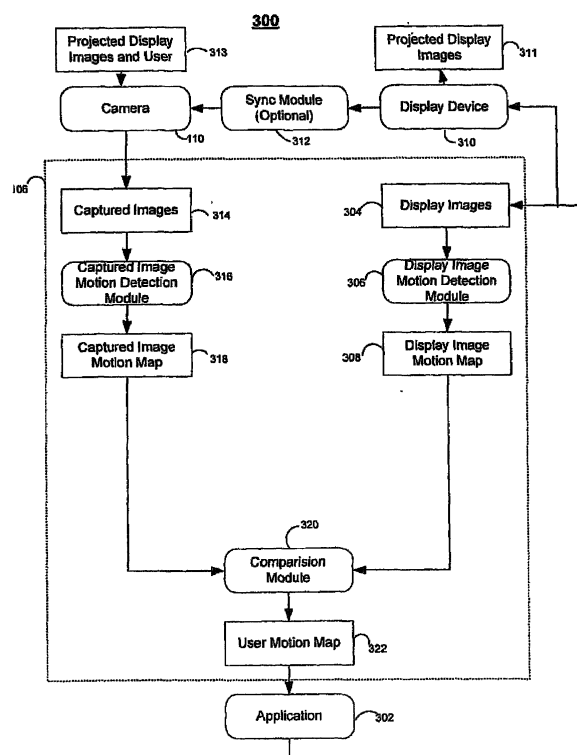 300
Projected Display
Images and User
313
Projected Display
Images
311
Camera
110
Sync Module
(Optional)
312
Display Device
310
106
Captured Images
314
304
Display Images
Captured Image
Motion Detection
Module
316
306
Display Image
Motion Detection
Module
Captured Image
Motion Map
318
308
Display Image
Motion Map
320
Comparision
Module
User Motion Map
322
Application
302